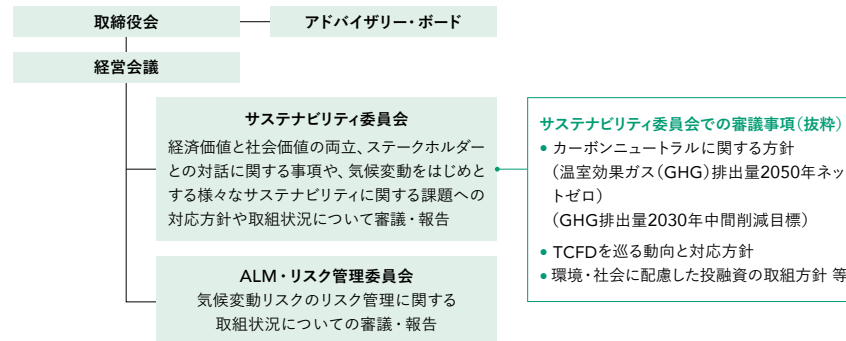 取締役会
アドバイザリー・ボード
経営会議
サステナビリティ委員会
経済価値と社会価値の両立、ステークホルダー
との対話に関する事項や、気候変動をはじめと
する様々なサステナビリティに関する課題への
対応方針や取組状況について審議・報告
サステナビリティ委員会での審議事項（抜粋）
● カーボンニュートラルに関する方針
（温室効果ガス（GHG）排出量2050年ネッ
トゼロ）
（GHG排出量2030年中間削減目標）
● TCFDを巡る動向と対応方針
● 環境・社会に配慮した投融資の取組方針 等
ALM・リスク管理委員会
気候変動リスクのリスク管理に関する
取組状況についての審議・報告